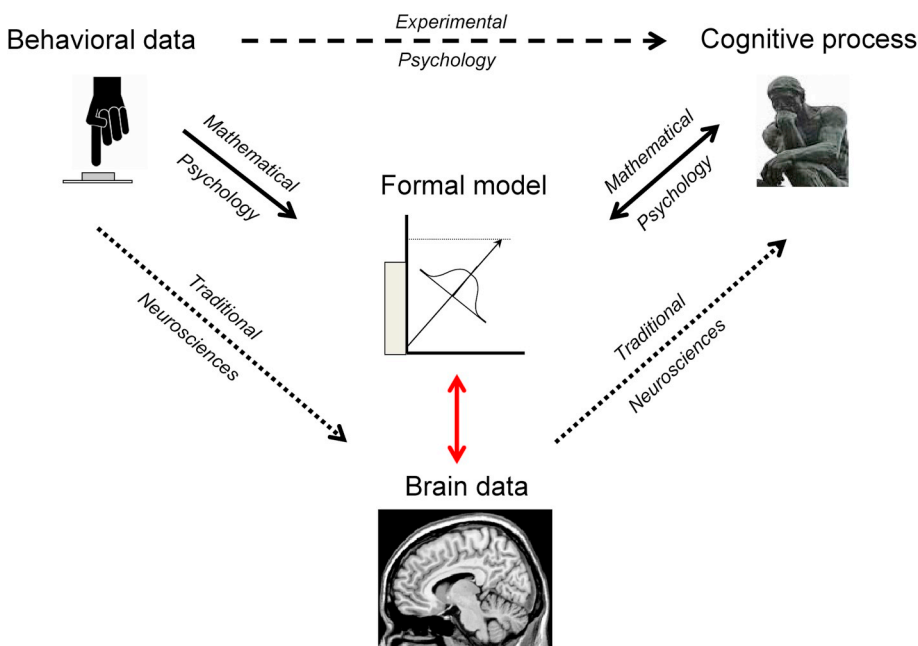 Experimental
Behavioral data
Cognitive process
Psychology
Mathematical
Psychology
Formal model
Mathematical
Psychology
Traditional
Neurosciences
Traditional
Neurosciences
Brain data